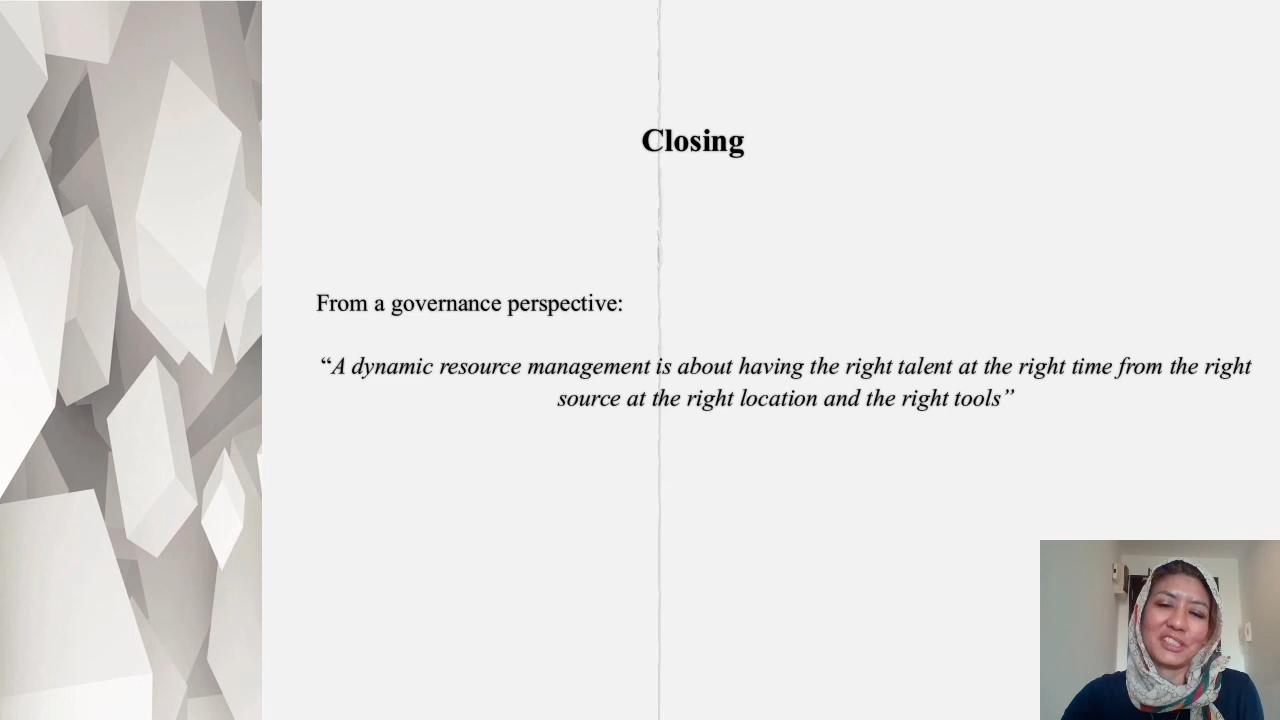 Closing
From a governance perspective:
“A dynamic resource management is about having the right talent at the right time from the right
source at the right location and the right tools”